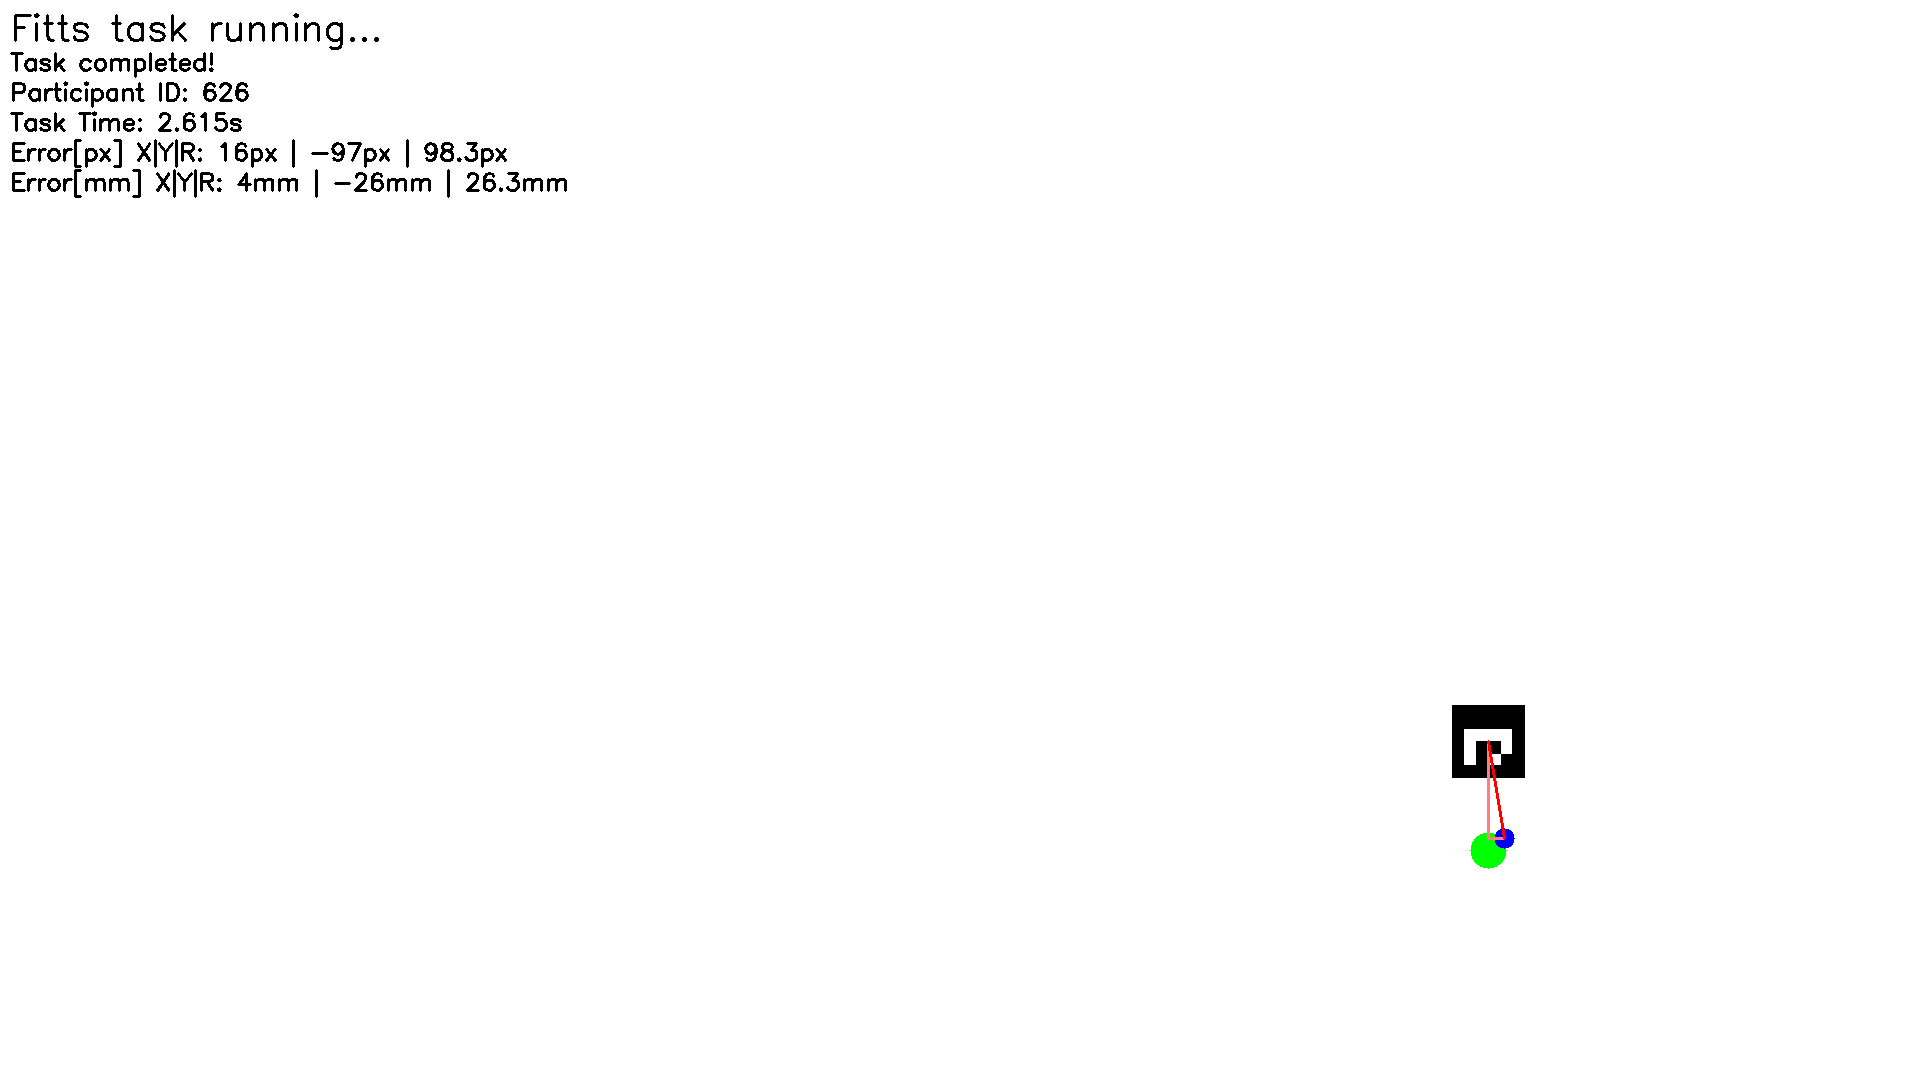 Fitts task running...
Task completed!
Participant ID: 626
Task Time: 2.615s
Error[px] X|Y|R: 16px | -97px | 98.3px
Error[mm] X|Y|R: 4mm | -26mm | 26.3mm